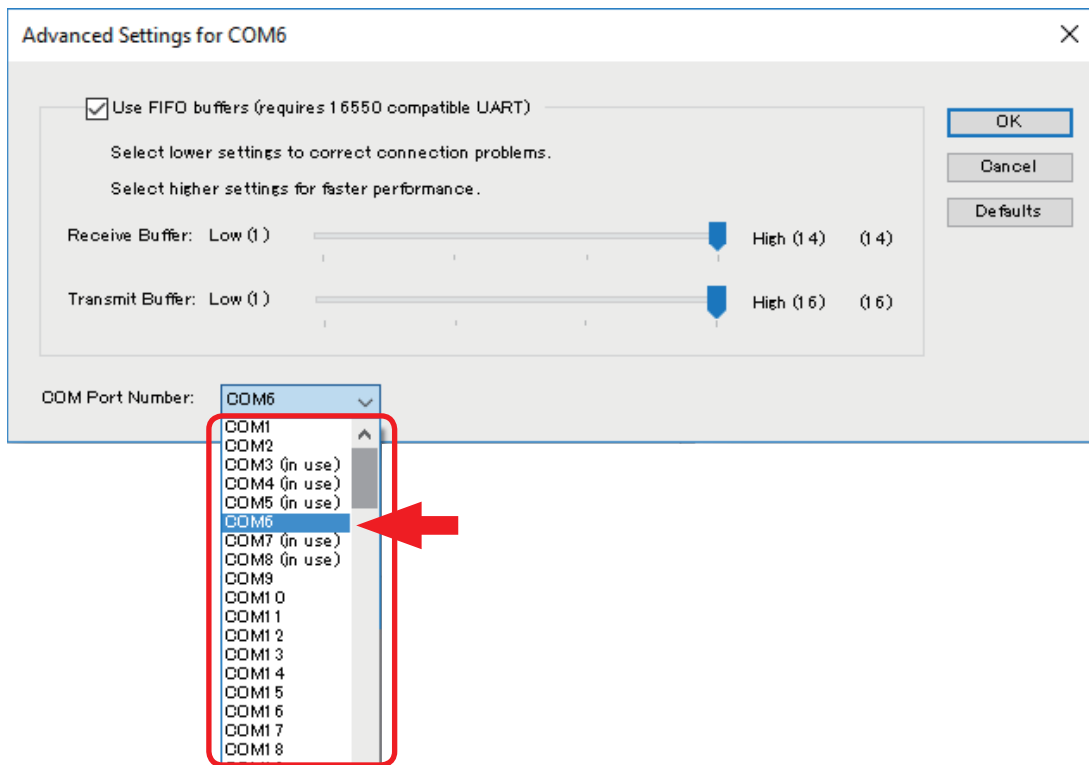 Advanced Settings for COM6
Use FIFO buffers (requires 16550 compatible UART)
OK
Select lower settings to correct connection problems.
Cancel
Select higher settings for faster performance.
Defaults
Receive Buffer: Low (1) High (14) (14)
Transmit Buffer: Low (1) High (16) (16)
COM Port Number: COM6
COM1
COM2
COM3 (in use)
COM4 (in use)
COM5 (in use)
COM6
COM7 (in use)
COM8 (in use)
COM9
COM10
COM11
COM12
COM13
COM14
COM15
COM16
COM17
COM18